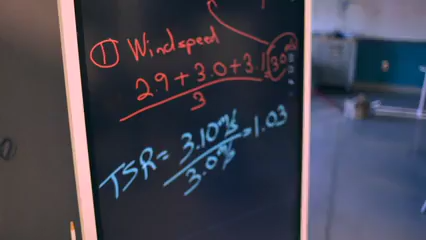 ① Windspeed
2.9 + 3.0 + 3.1
3
3.0
TSR = 3.10 m/s = 1.03
3.0 m/s